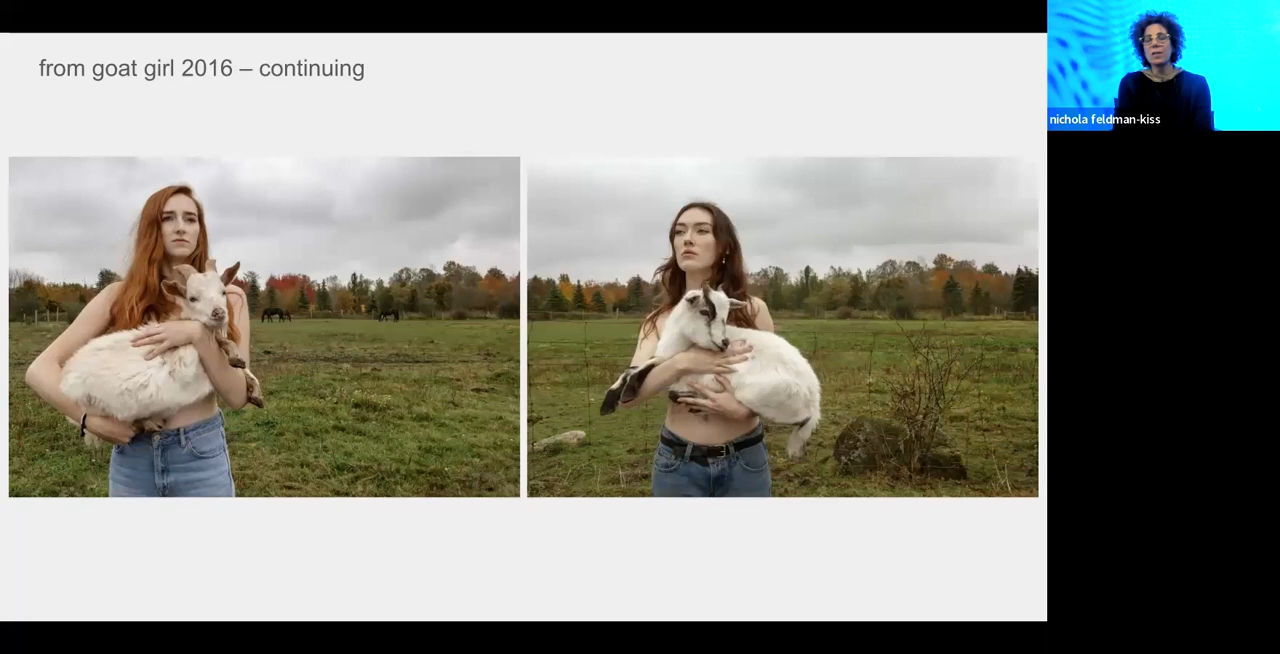 from goat girl 2016 – continuing
nichola feldman-kiss